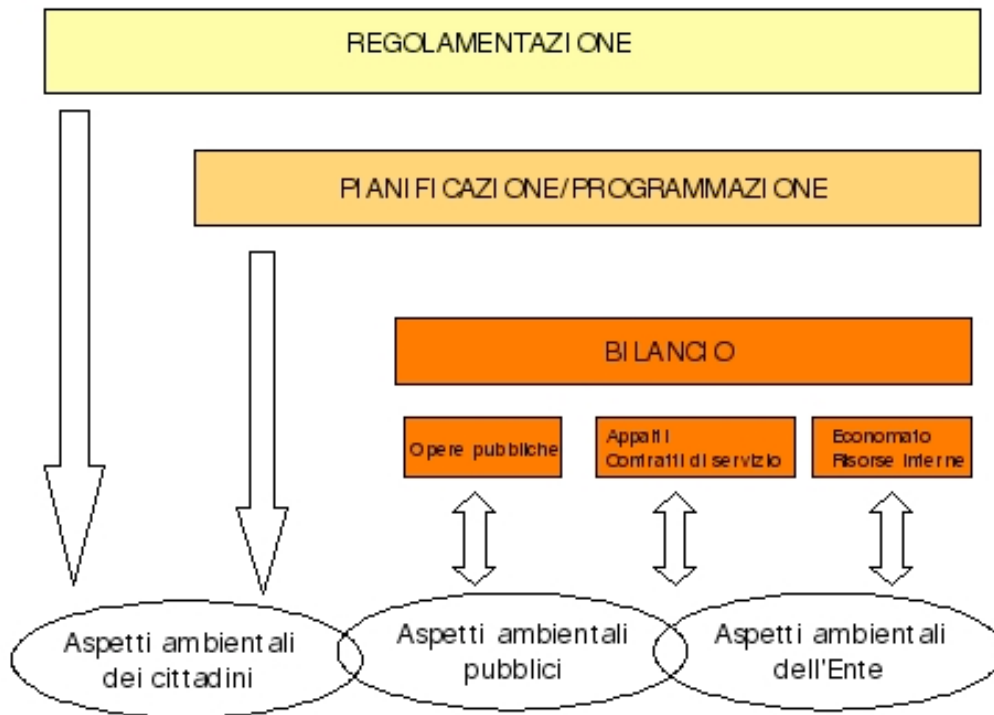 REGOLAMENTAZIONE
PIANIFICAZIONE/PROGRAMMAZIONE
BILANCIO
Opere pubbliche
Appalti
Contratti di servizio
Economato
Risorse interne
Aspetti ambientali
dei cittadini
Aspetti ambientali
pubblici
Aspetti ambientali
dell'Ente